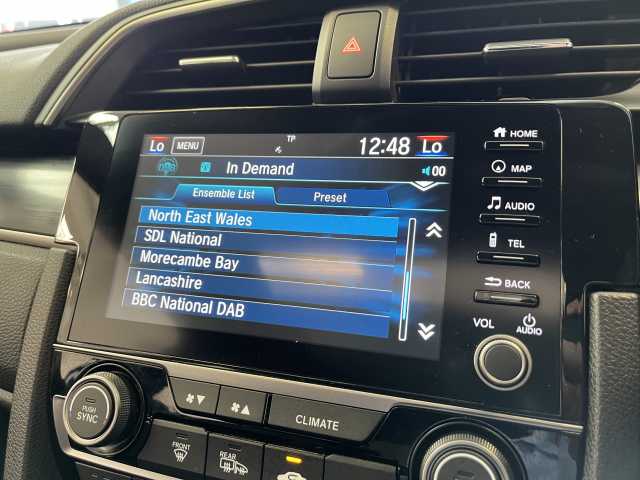 Lo MENU TP 12:48 Lo
In Demand 00
Ensemble List Preset
North East Wales
SDL National
Morecambe Bay
Lancashire
BBC National DAB
HOME
MAP
AUDIO
TEL
BACK
VOL AUDIO
PUSH
SYNC
CLIMATE
FRONT
REAR